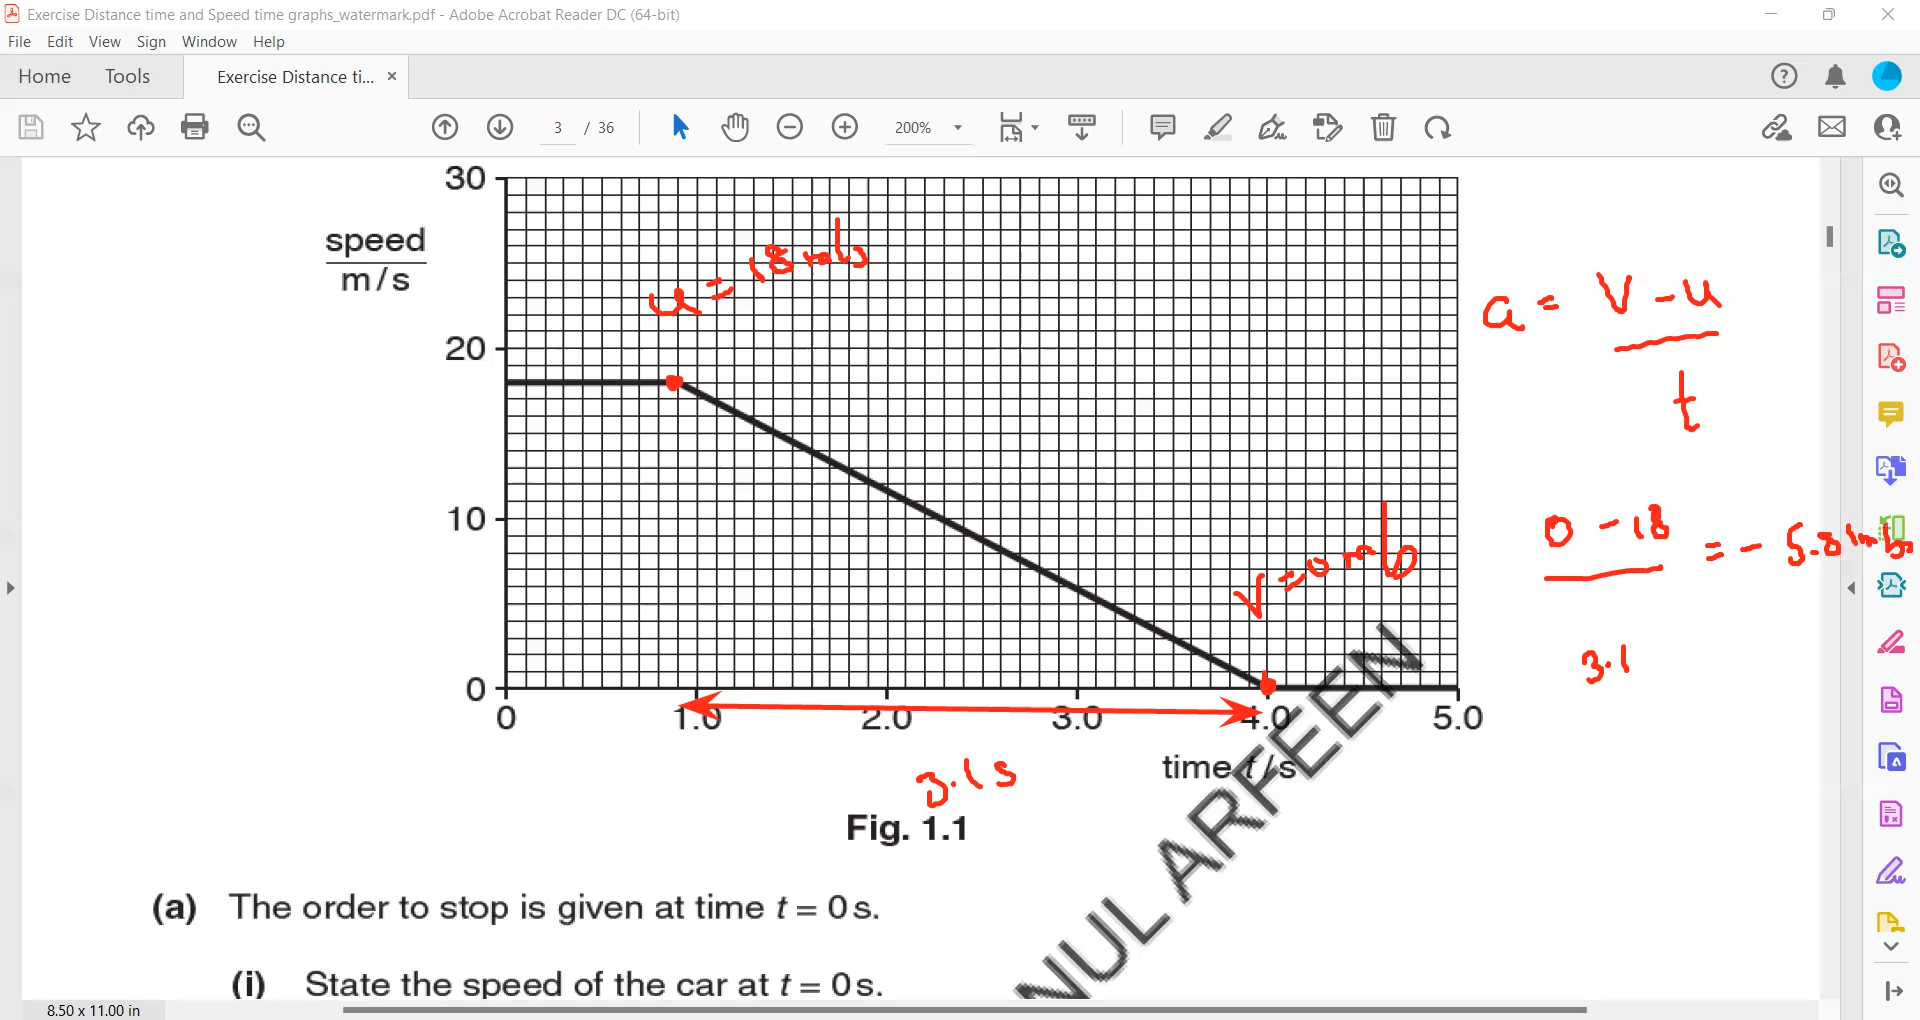 Exercise Distance time and Speed time graphs_watermark.pdf - Adobe Acrobat Reader DC (64-bit)
File Edit View Sign Window Help
Home Tools Exercise Distance ti... ×
3 / 36 200%
30
speed
m/s
u = 18 m/s
a = v - u
t
20
10
0 - 18 = - 5.81 m/s
3.1
v = 0 m/s
0
0 1.0 2.0 3.0 4.0 5.0
time t/s
3.1 s
Fig. 1.1
(a) The order to stop is given at time t = 0 s.
(i) State the speed of the car at t = 0 s.
NUL ARFEEN
8.50 x 11.00 in